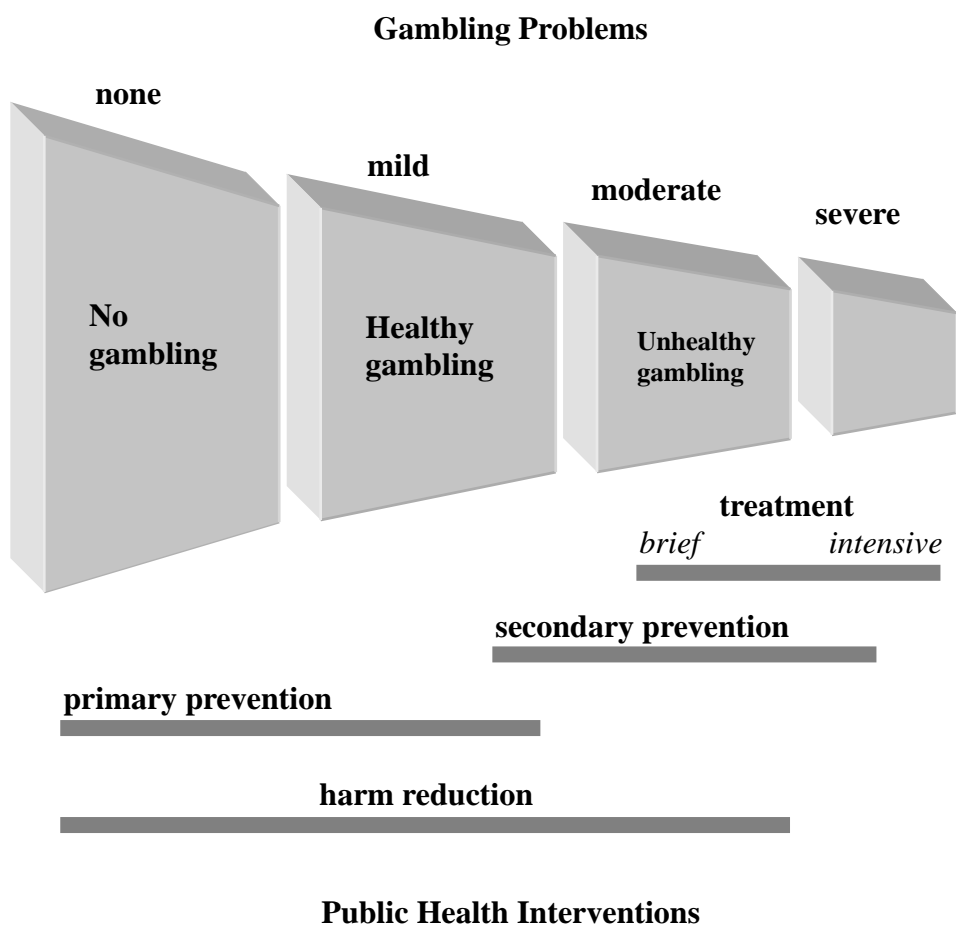 Gambling Problems
none
mild
moderate
severe
No
gambling
Healthy
gambling
Unhealthy
gambling
treatment
brief intensive
secondary prevention
primary prevention
harm reduction
Public Health Interventions